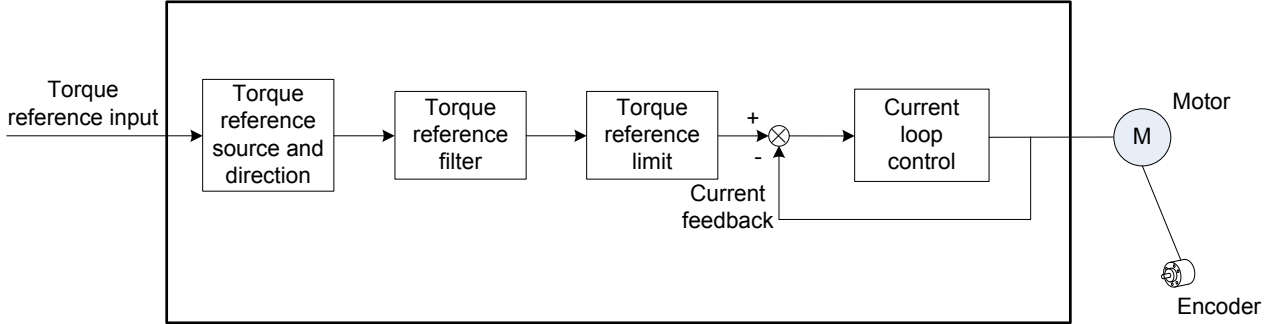 Torque
reference input
Torque
reference
source and
direction
Torque
reference
filter
Torque
reference
limit
+
-
Current
feedback
Current
loop
control
Motor
M
Encoder